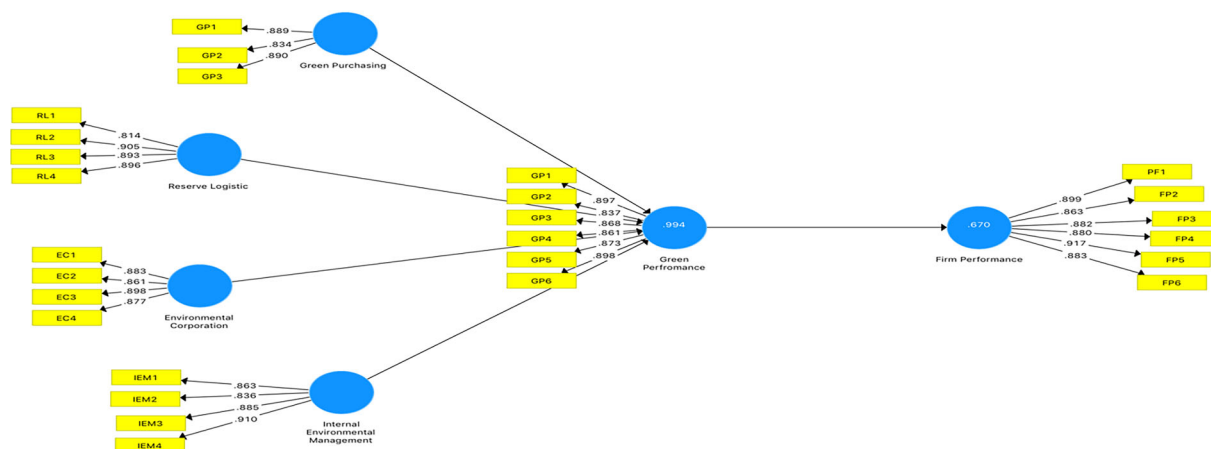 GP1
.889
.834
GP2
.890
GP3
Green Purchasing
RL1
.814
RL2
.905
RL3
.893
.896
RL4
Reserve Logistic
EC1
.883
EC2
.861
EC3
.898
.877
EC4
Environmental
Corporation
IEM1
.863
IEM2
.836
IEM3
.885
.910
IEM4
Internal
Environmental
Management
GP1
.897
GP2
.837
GP3
.868
GP4
.861
.873
GP5
.898
GP6
.994
Green
Perfromance
.670
Firm Performance
PF1
.899
FP2
.863
FP3
.882
.880
FP4
.917
FP5
.883
FP6